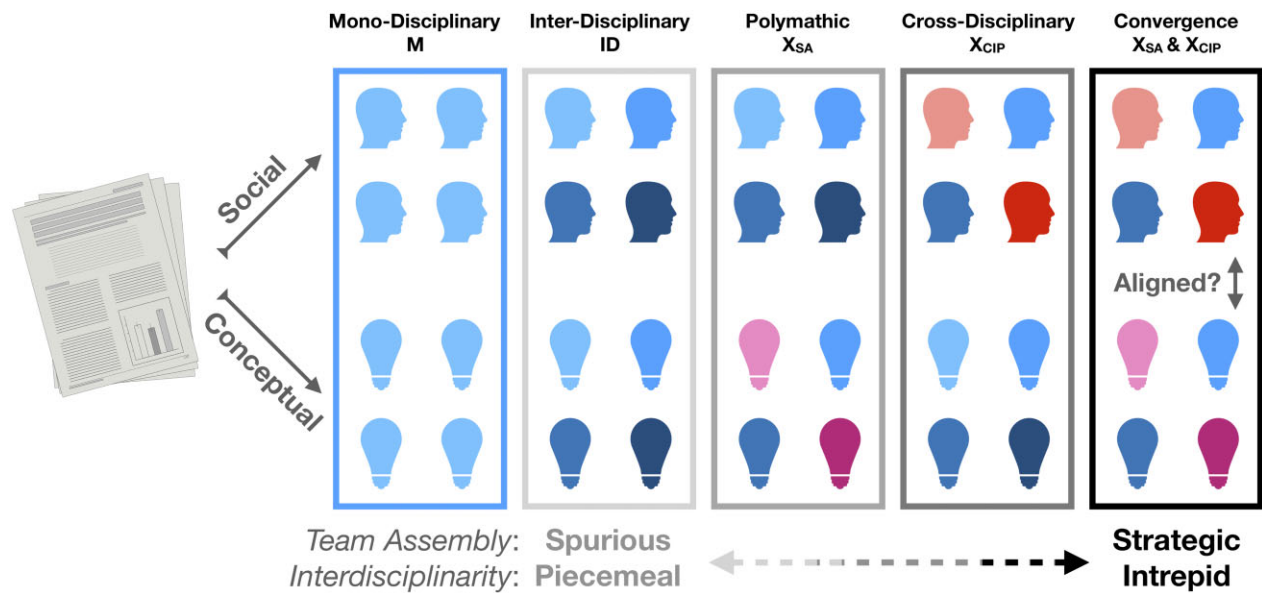 Mono-Disciplinary
M
Inter-Disciplinary
ID
Polymathic
XSA
Cross-Disciplinary
XCIP
Convergence
XSA & XCIP
Social
Conceptual
Aligned?
Team Assembly: Spurious Strategic
Interdisciplinarity: Piecemeal Intrepid